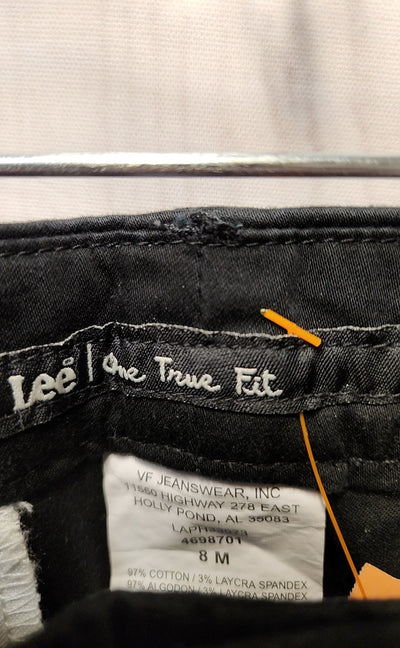 Lee | One True Fit
VF JEANSWEAR, INC
11560 HIGHWAY 278 EAST
HOLLY POND, AL 35083
4698701
8 M
97% COTTON / 3% LAYCRA SPANDEX
97% ALGODON / 3% LAYCRA SPANDEX